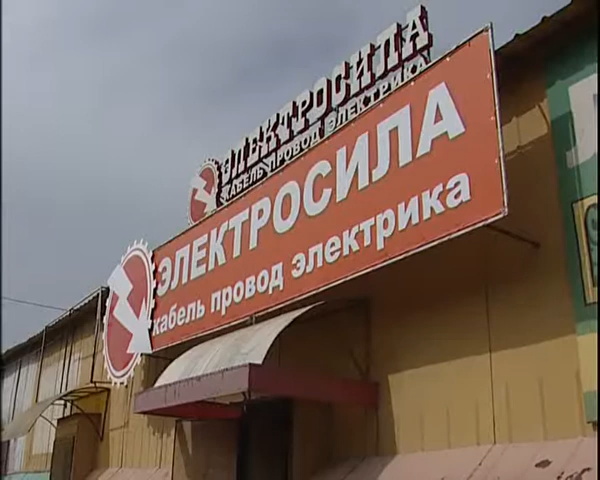 ЭЛЕКТРОСИЛА
КАБЕЛЬ ПРОВОД ЭЛЕКТРИКА
ЭЛЕКТРОСИЛА
кабель провод электрика